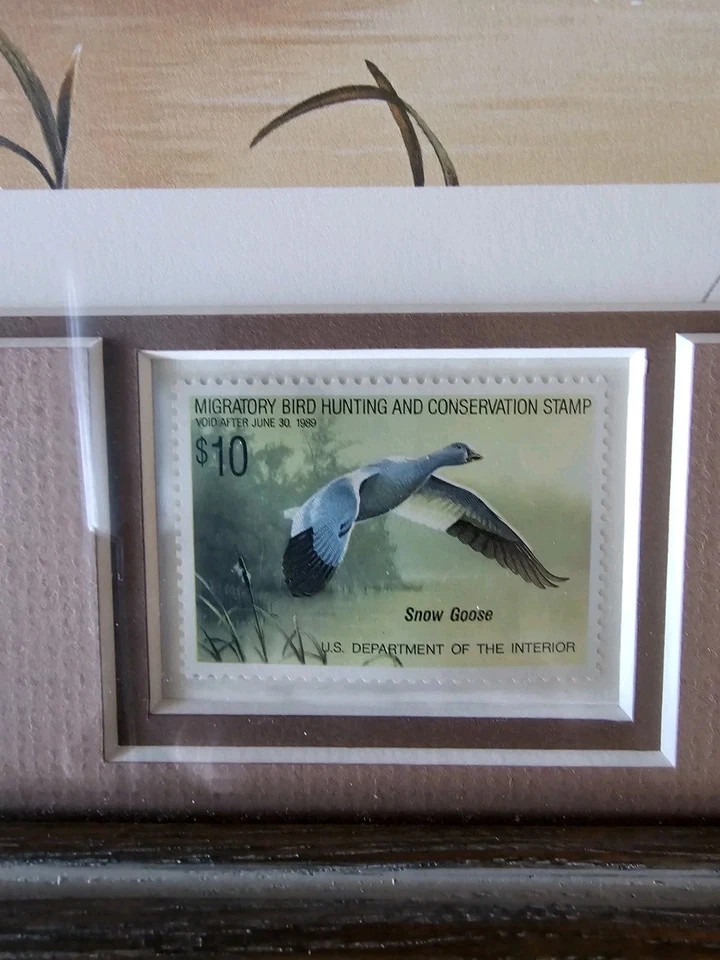 MIGRATORY BIRD HUNTING AND CONSERVATION STAMP
VOID AFTER JUNE 30, 1989
$10
Snow Goose
U.S. DEPARTMENT OF THE INTERIOR